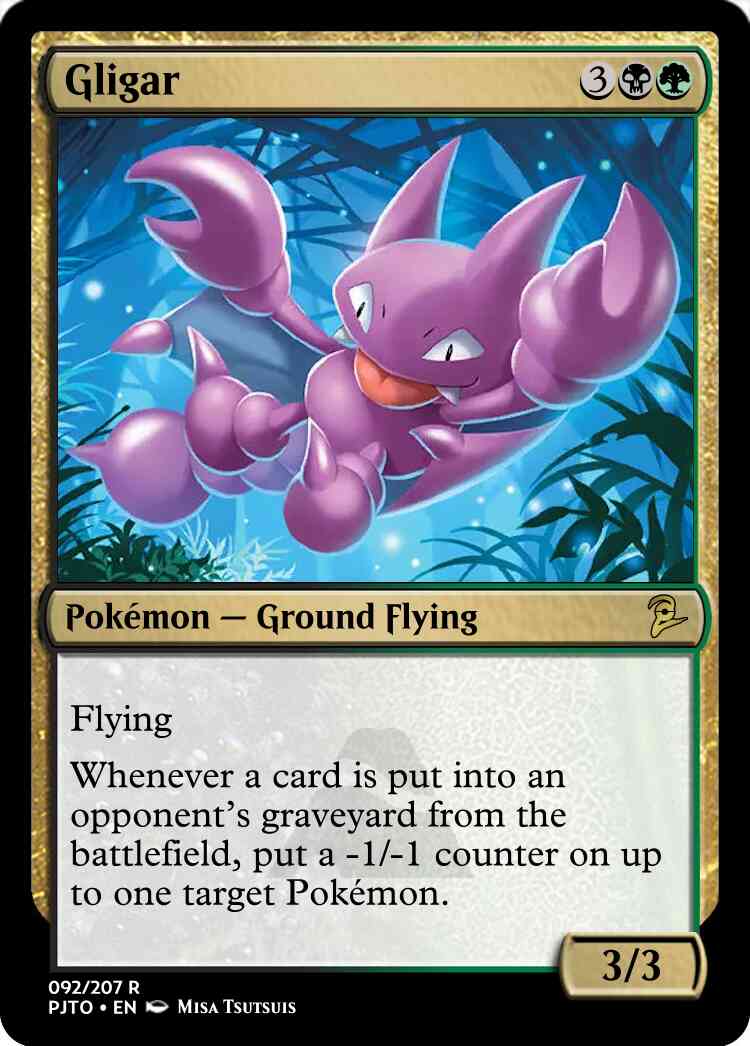 Gligar
3
Pokémon — Ground Flying
Flying
Whenever a card is put into an
opponent's graveyard from the
battlefield, put a -1/-1 counter on up
to one target Pokémon.
3/3
092/207 R
PJTO • EN Misa Tsutsuis